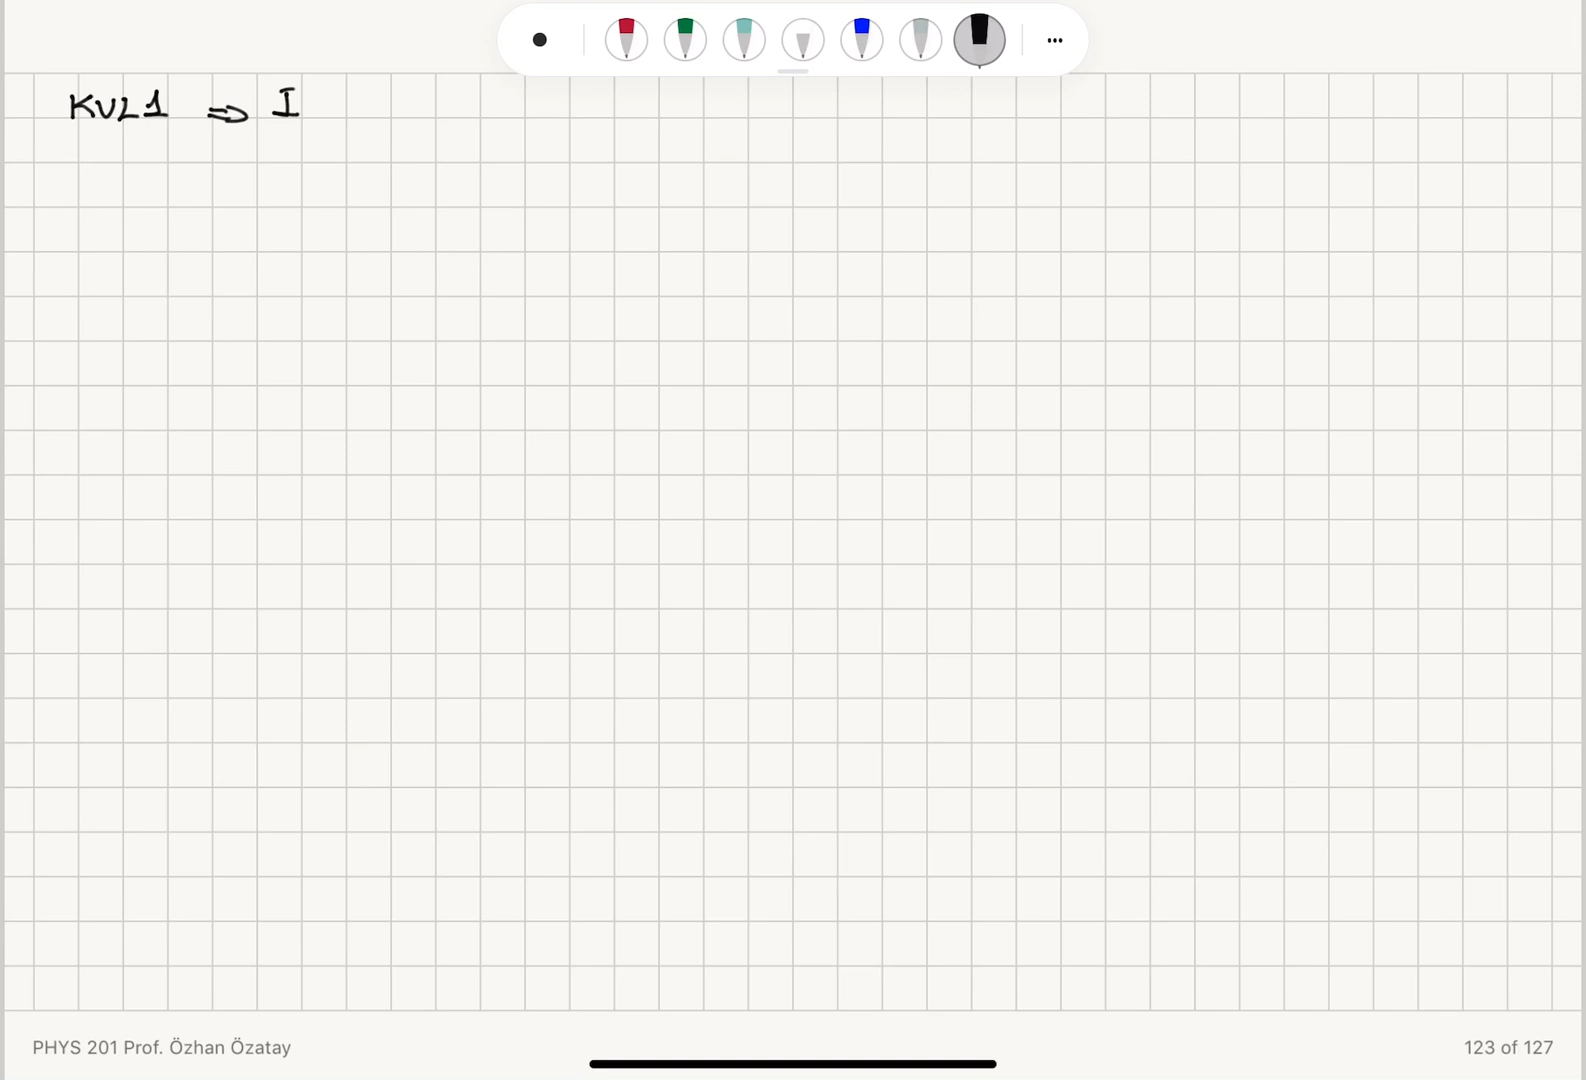 KVL1 ⇒ I
PHYS 201 Prof. Özhan Özatay
123 of 127